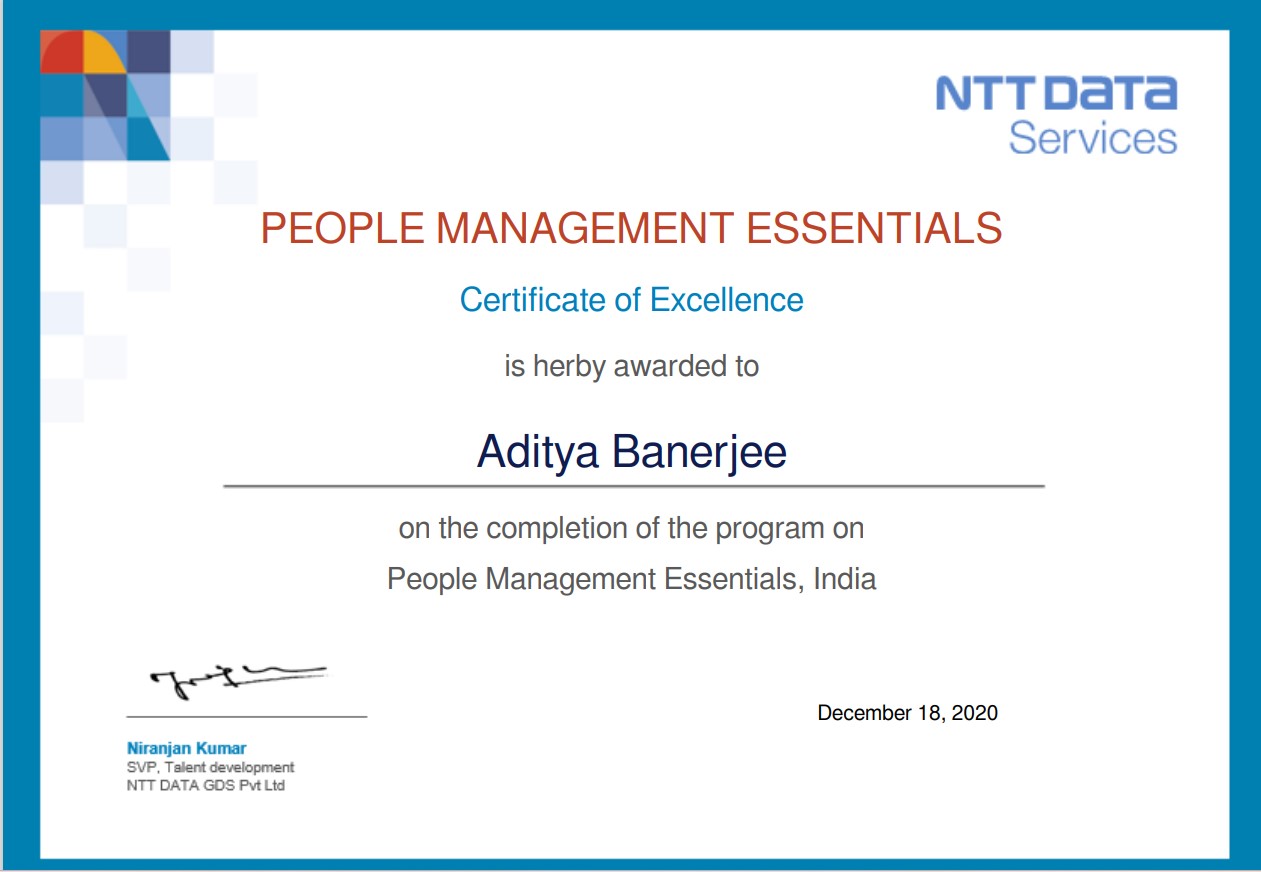 NTT DATA
Services
PEOPLE MANAGEMENT ESSENTIALS
Certificate of Excellence
is herby awarded to
Aditya Banerjee
on the completion of the program on
People Management Essentials, India
December 18, 2020
Niranjan Kumar
SVP, Talent development
NTT DATA GDS Pvt Ltd